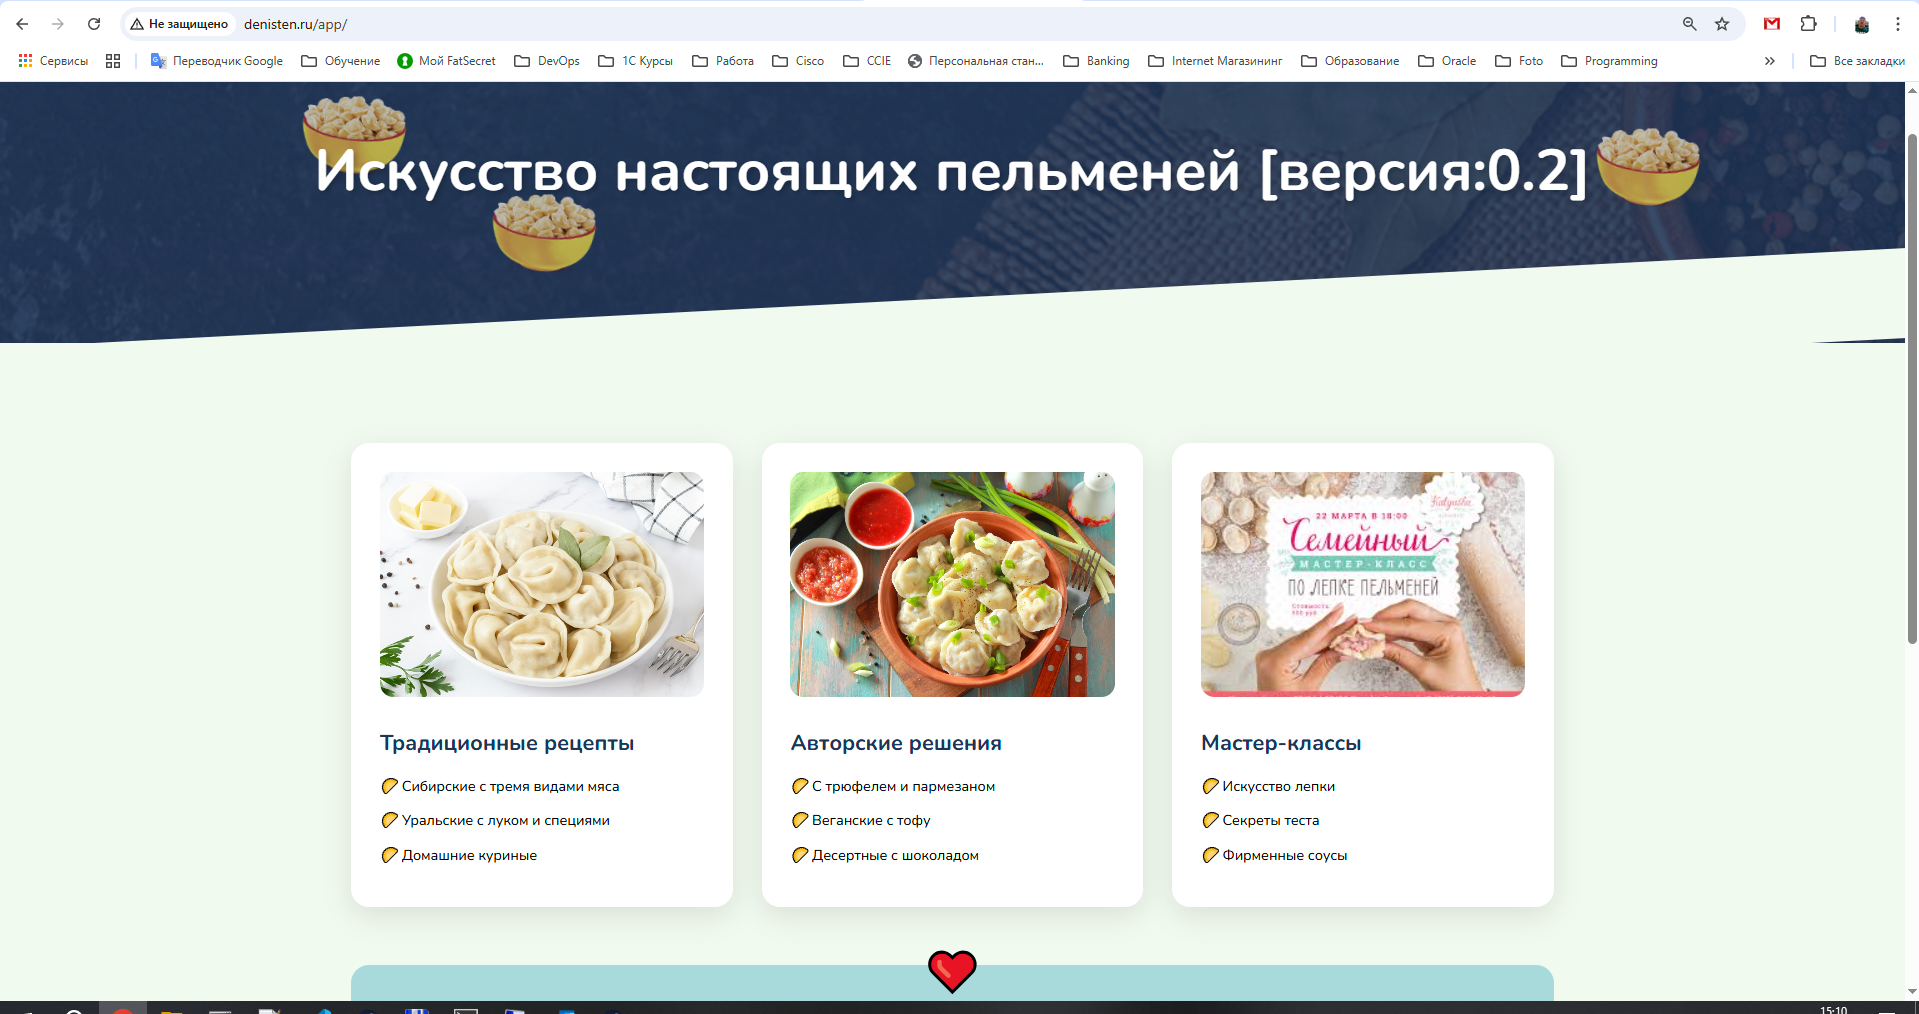 Не защищено denisten.ru/app/
Сервисы Переводчик Google Обучение Мой FatSecret DevOps 1С Курсы Работа Cisco CCIE Персональная стан... Banking Internet Магазининг Образование Oracle Foto Programming » Все закладки
Искусство настоящих пельменей [версия:0.2]
Katyusha
22 МАРТА В 18:00
Семейный
МАСТЕР-КЛАСС
ПО ЛЕПКЕ ПЕЛЬМЕНЕЙ
Стоимость:
Традиционные рецепты
Сибирские с тремя видами мяса
Уральские с луком и специями
Домашние куриные
Авторские решения
С трюфелем и пармезаном
Веганские с тофу
Десертные с шоколадом
Мастер-классы
Искусство лепки
Секреты теста
Фирменные соусы
15:10